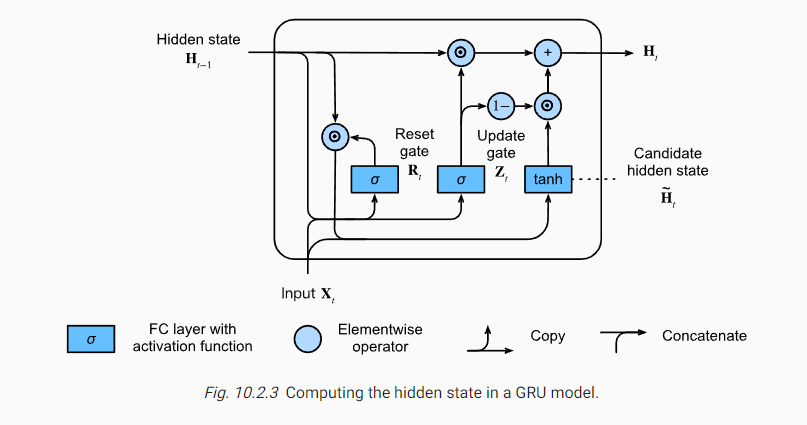 Hidden state
H_{t−1}
⊙
+
H_t
1−
⊙
⊙
Reset
gate
R_t
Update
gate
Z_t
σ
σ
tanh
Candidate
hidden state
H̃_t
Input X_t
σ
FC layer with
activation function
Elementwise
operator
Copy
Concatenate
Fig. 10.2.3 Computing the hidden state in a GRU model.